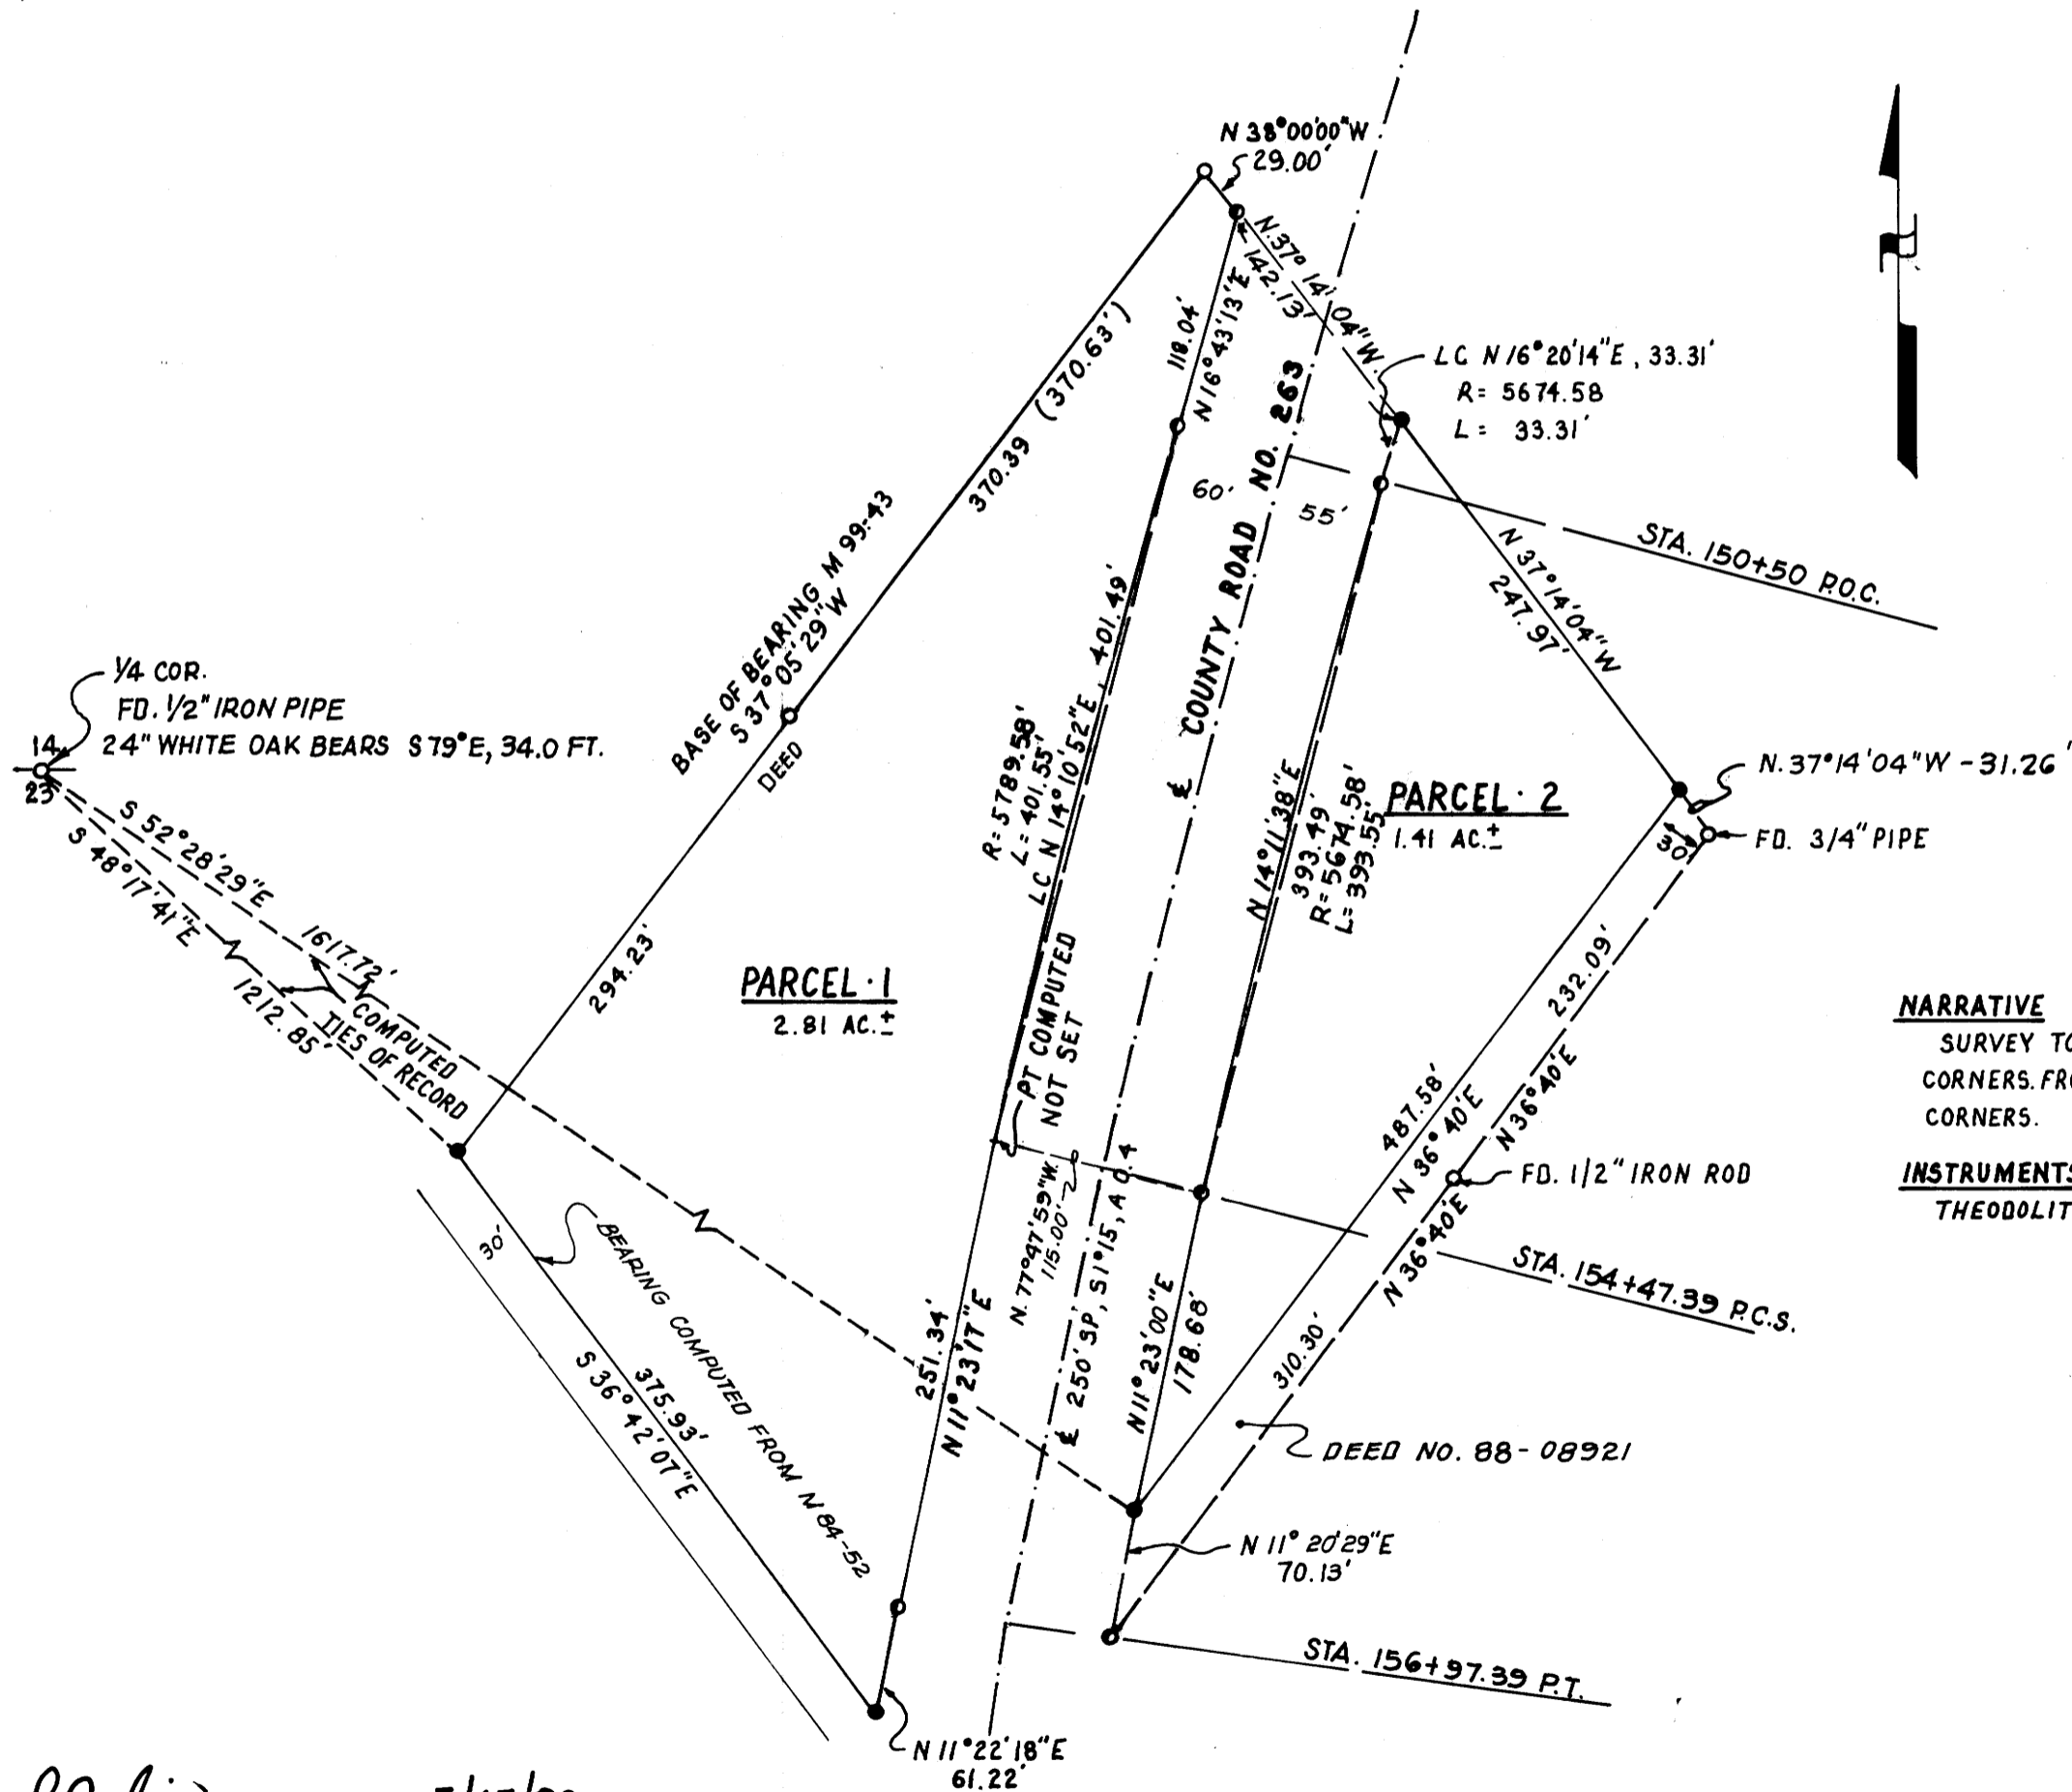 N 38°00'00"W
29.00'
N.37° 14' 04"W.
142.13'
118.04'
N16°43'13"E
LC N 16°20'14"E, 33.31'
R= 5674.58
L= 33.31'
370.39 (370.63')
BASE OF BEARING M 99-43
S 37°05'29"W
DEED
294.23'
60'
55'
COUNTY ROAD NO. 263
STA. 150+50 P.O.C.
N 37°14'04"W
247.97'
1/4 COR.
FD. 1/2" IRON PIPE
24" WHITE OAK BEARS S 79°E, 34.0 FT.
14
23
S 52°28'29"E
1617.72'
S 48°17'41"E
1212.85'
COMPUTED
TIES OF RECORD
R= 5789.58'
L= 401.55'
LC N 14°10'52"E, 401.49'
N 14°11'38"E
393.49'
R= 5674.58'
L= 393.55'
PARCEL · 2
1.41 AC.±
N. 37°14'04"W - 31.26'
30'
FD. 3/4" PIPE
PARCEL · 1
2.81 AC.±
PT COMPUTED
NOT SET
N.77°47'59"W.
115.00'
℄ 250' SP, S1°15, A 0.4
232.09'
N 36°40'E
487.58'
N 36°40'E
FD. 1/2" IRON ROD
N 36°40'E
310.30'
STA. 154+47.39 P.C.S.
NARRATIVE
SURVEY TO
CORNERS. FRO
CORNERS.
INSTRUMENTS
THEODOLIT
30'
BEARING COMPUTED FROM M 84-52
375.93'
S 36°42'07"E
251.34'
N 11°23'17"E
N 11°23'00"E
178.68'
DEED NO. 88-08921
N 11°20'29"E
70.13'
STA. 156+97.39 P.T.
N 11°22'18"E
61.22'